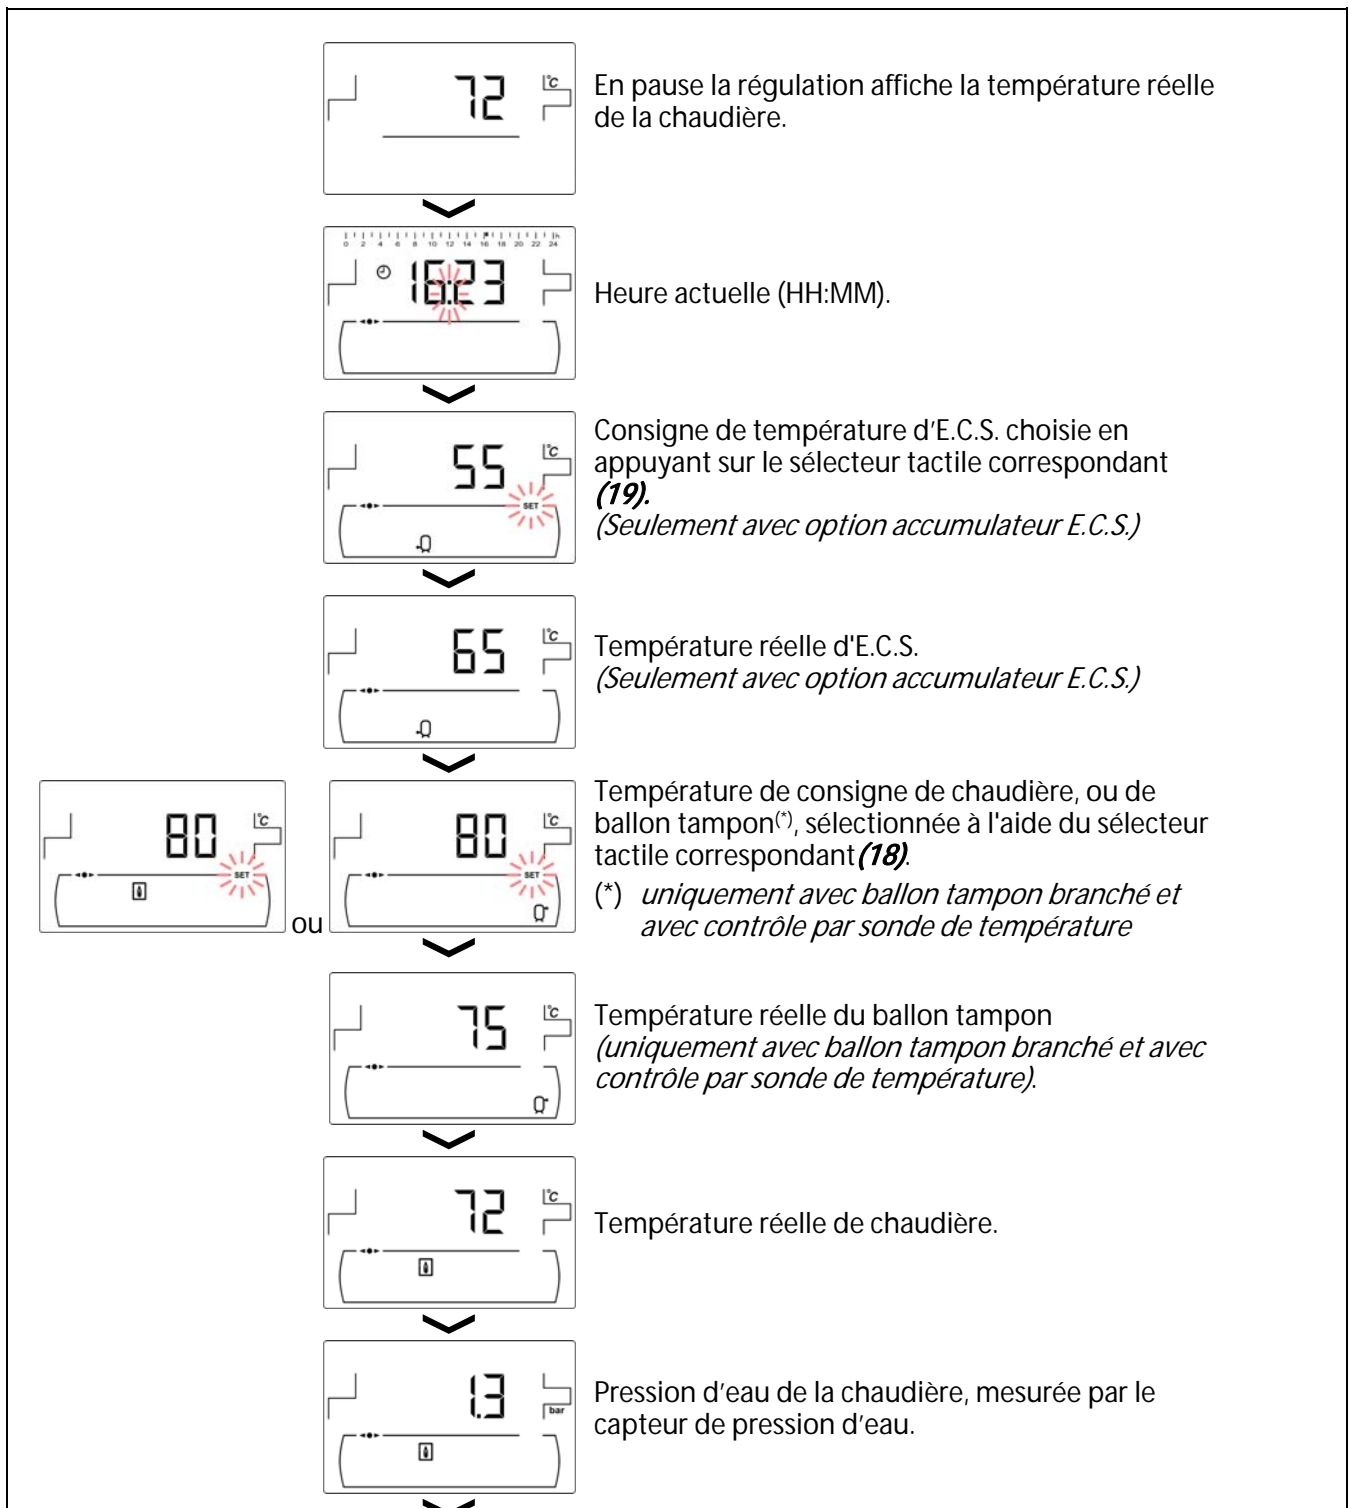 72 °C
En pause la régulation affiche la température réelle
de la chaudière.
0 2 4 6 8 10 12 14 16 18 20 22 24 h
16:23
Heure actuelle (HH:MM).
55 °C
SET
Consigne de température d’E.C.S. choisie en
appuyant sur le sélecteur tactile correspondant
(19).
(Seulement avec option accumulateur E.C.S.)
65 °C
Température réelle d'E.C.S.
(Seulement avec option accumulateur E.C.S.)
80 °C
SET
ou
80 °C
SET
Température de consigne de chaudière, ou de
ballon tampon(*), sélectionnée à l'aide du sélecteur
tactile correspondant(18).
(*) uniquement avec ballon tampon branché et
avec contrôle par sonde de température
75 °C
Température réelle du ballon tampon
(uniquement avec ballon tampon branché et avec
contrôle par sonde de température).
72 °C
Température réelle de chaudière.
1.3 bar
Pression d’eau de la chaudière, mesurée par le
capteur de pression d’eau.